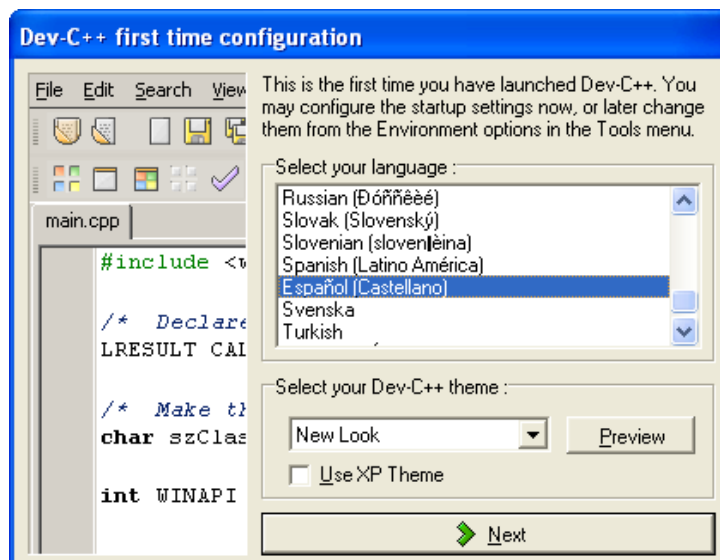 Dev-C++ first time configuration
File Edit Search View
main.cpp
#include <w
/* Declare
LRESULT CAL
/* Make th
char szClas
int WINAPI
This is the first time you have launched Dev-C++. You
may configure the startup settings now, or later change
them from the Environment options in the Tools menu.
Select your language :
Russian (Ðóññêèé)
Slovak (Slovenský)
Slovenian (slovenèina)
Spanish (Latino América)
Español (Castellano)
Svenska
Turkish
Select your Dev-C++ theme :
New Look
Preview
Use XP Theme
Next